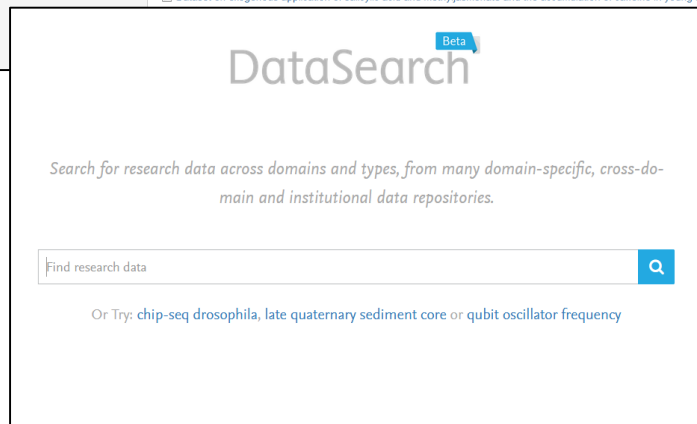 Beta
DataSearch
Search for research data across domains and types, from many domain-specific, cross-do-
main and institutional data repositories.
Find research data
Or Try: chip-seq drosophila, late quaternary sediment core or qubit oscillator frequency